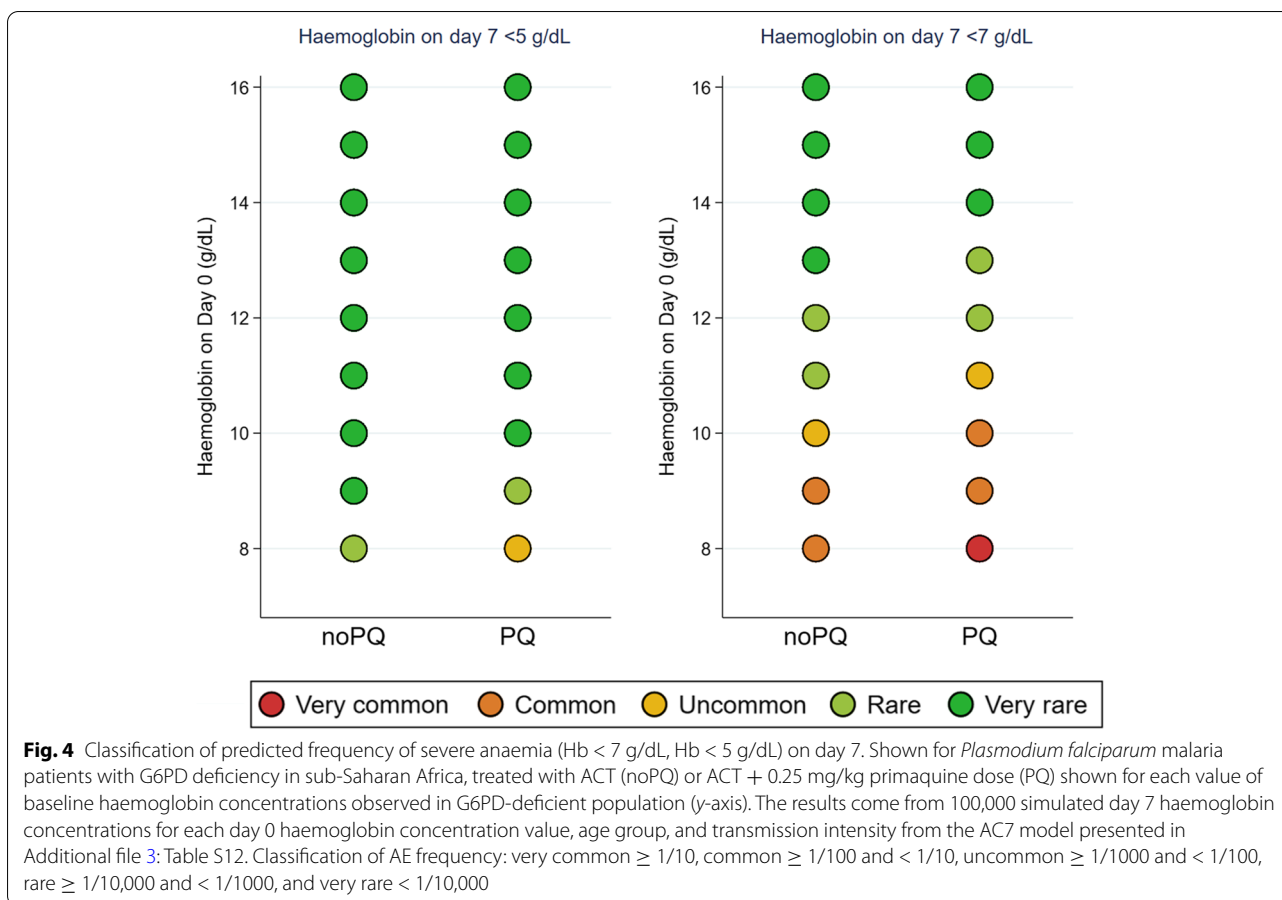 Haemoglobin on day 7 <5 g/dL
Haemoglobin on Day 0 (g/dL)
16
14
12
10
8
noPQ PQ
Haemoglobin on day 7 <7 g/dL
Haemoglobin on Day 0 (g/dL)
16
14
12
10
8
noPQ PQ
Very common Common Uncommon Rare Very rare
Fig. 4 Classification of predicted frequency of severe anaemia (Hb < 7 g/dL, Hb < 5 g/dL) on day 7. Shown for Plasmodium falciparum malaria
patients with G6PD deficiency in sub-Saharan Africa, treated with ACT (noPQ) or ACT + 0.25 mg/kg primaquine dose (PQ) shown for each value of
baseline haemoglobin concentrations observed in G6PD-deficient population (y-axis). The results come from 100,000 simulated day 7 haemoglobin
concentrations for each day 0 haemoglobin concentration value, age group, and transmission intensity from the AC7 model presented in
Additional file 3: Table S12. Classification of AE frequency: very common ≥ 1/10, common ≥ 1/100 and < 1/10, uncommon ≥ 1/1000 and < 1/100,
rare ≥ 1/10,000 and < 1/1000, and very rare < 1/10,000